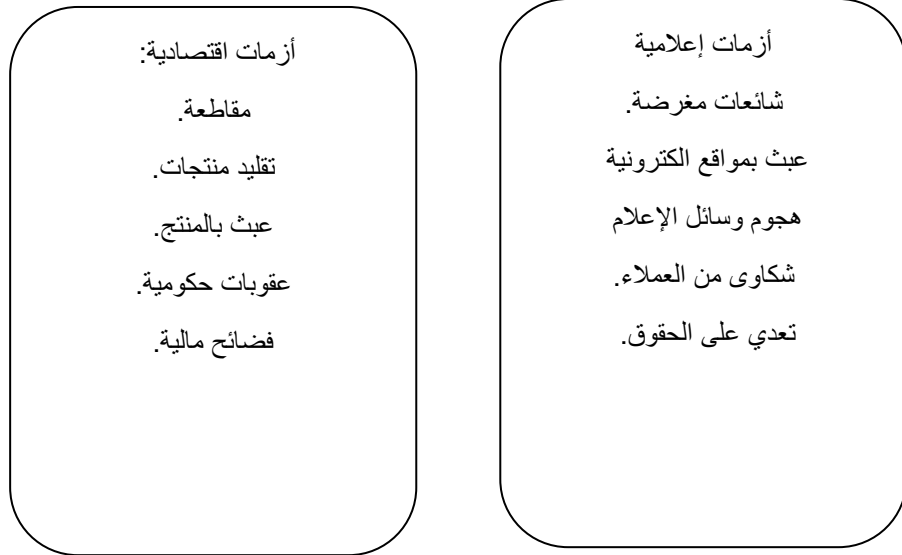 أزمات إعلامية
شائعات مغرضة.
عبث بمواقع الكترونية
هجوم وسائل الإعلام
شكاوى من العملاء.
تعدي على الحقوق.
أزمات اقتصادية:
مقاطعة.
تقليد منتجات.
عبث بالمنتج.
عقوبات حكومية.
فضائح مالية.